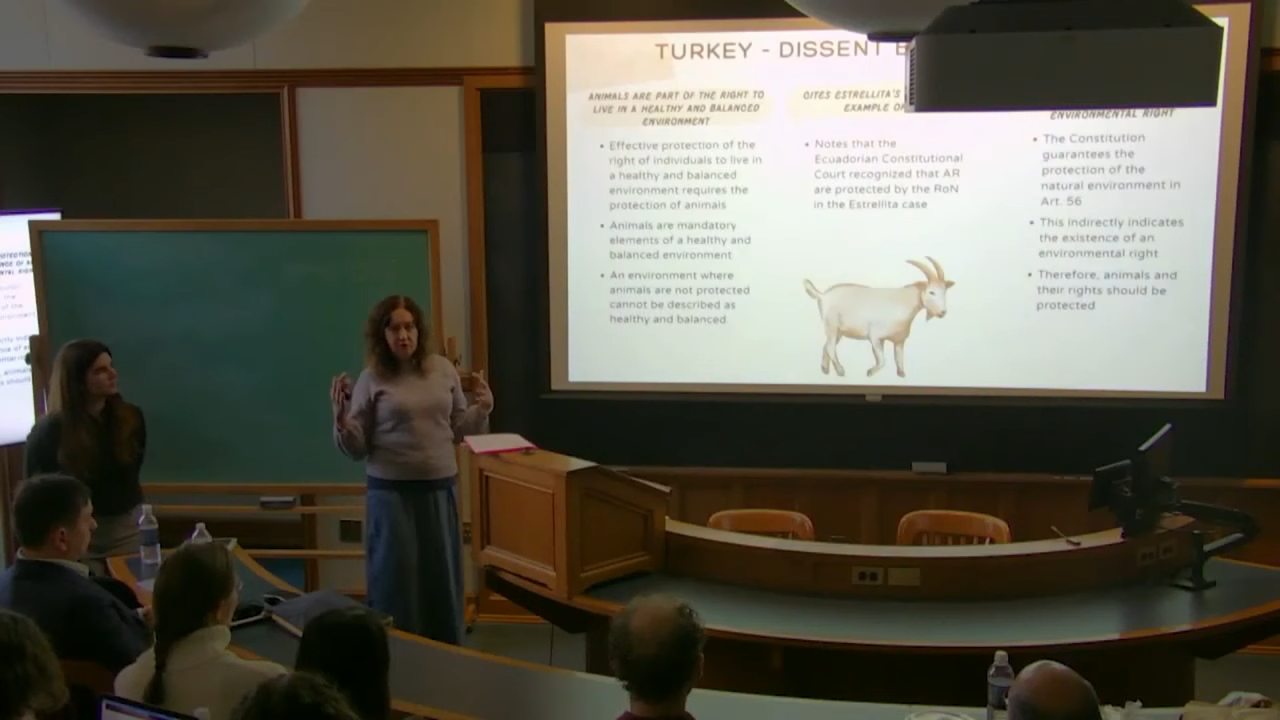 TURKEY - DISSENT
ANIMALS ARE PART OF THE RIGHT TO
LIVE IN A HEALTHY AND BALANCED
ENVIRONMENT
• Effective protection of the
right of individuals to live in
a healthy and balanced
environment requires the
protection of animals
• Animals are mandatory
elements of a healthy and
balanced environment
• An environment where
animals are not protected
cannot be described as
healthy and balanced.
CITES ESTRELLITA'S
EXAMPLE OF
• Notes that the
Ecuadorian Constitutional
Court recognized that AR
are protected by the RoN
in the Estrellita case
ENVIRONMENTAL RIGHT
• The Constitution
guarantees the
protection of the
natural environment in
Art. 56
• This indirectly indicates
the existence of an
environmental right
• Therefore, animals and
their rights should be
protected